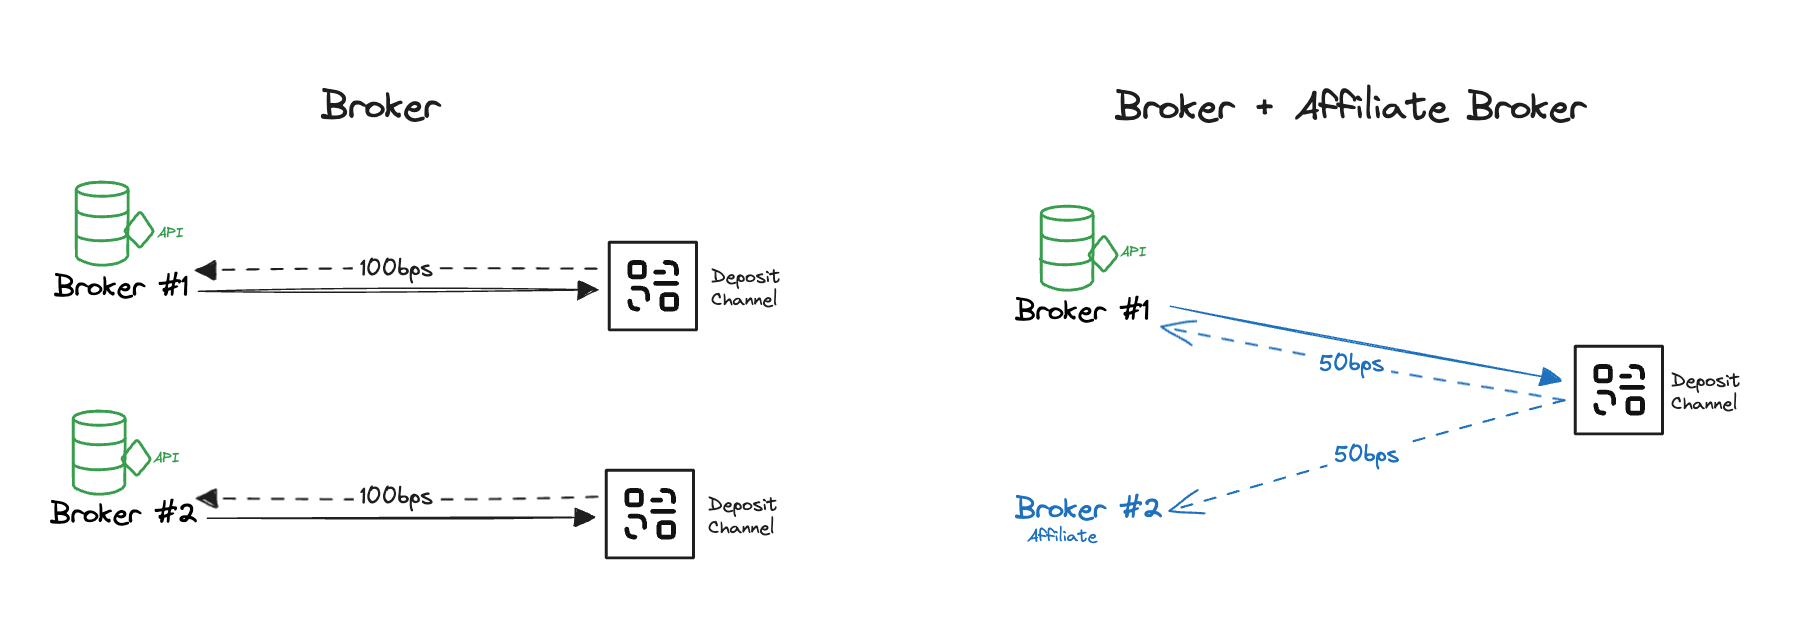 Broker
API
Broker #1
100bps
Deposit
Channel
API
Broker #2
100bps
Deposit
Channel
Broker + Affiliate Broker
API
Broker #1
50bps
Deposit
Channel
50bps
Broker #2
Affiliate